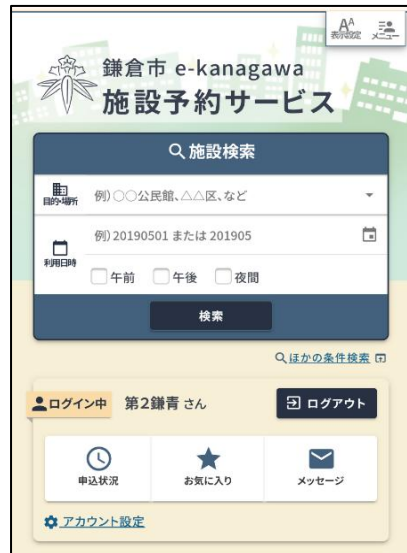 表示設定
メニュー
鎌倉市 e-kanagawa
施設予約サービス
施設検索
目的・場所
例)○○公民館、△△区、など
例) 20190501 または 201905
利用日時
午前 午後 夜間
検索
ほかの条件検索
ログイン中 第2鎌青 さん ログアウト
申込状況 お気に入り メッセージ
アカウント設定